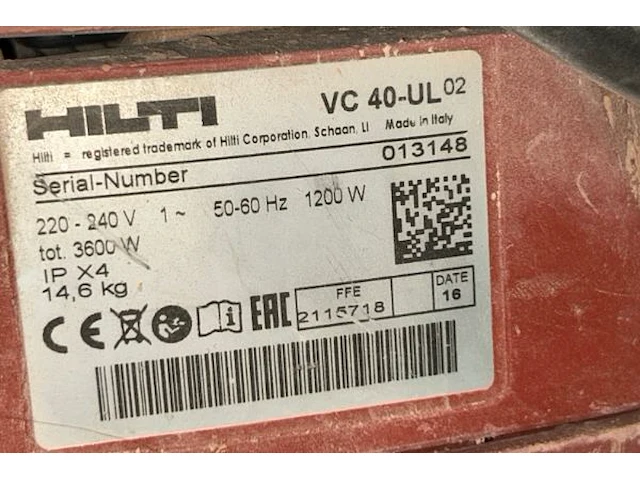 HILTI VC 40-UL 02
Hilti = registered trademark of Hilti Corporation, Schaan, LI Made in Italy
Serial-Number 013148
220 - 240 V 1 ~ 50-60 Hz 1200 W
tot. 3600 W
IP X4
14,6 kg
CE i EAC FFE 2115718 DATE 16